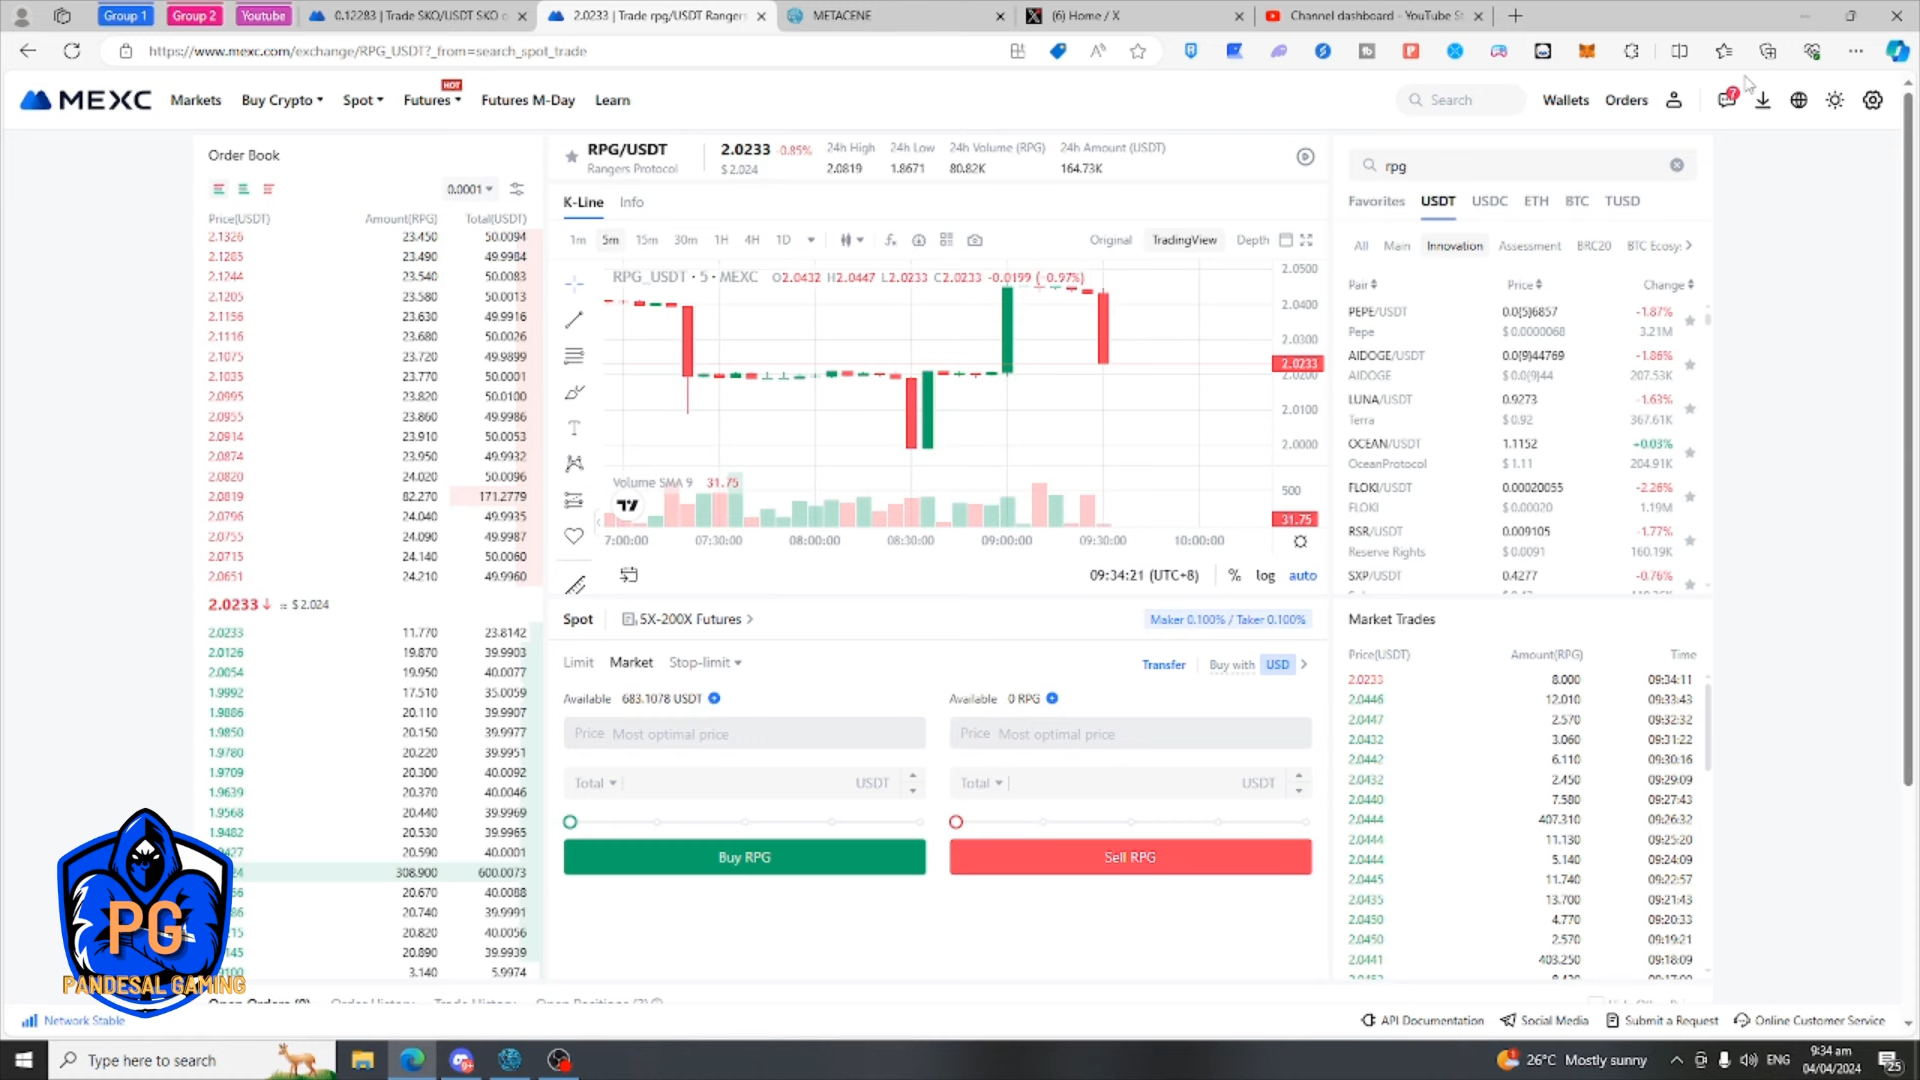 Group 1 Group 2 Youtube 0.12283 | Trade SKO/USDT SKO 2.0233 | Trade rpg/USDT Rangers METACENE (6) Home / X Channel dashboard - YouTube St
https://www.mexc.com/exchange/RPG_USDT?_from=search_spot_trade
MEXC Markets Buy Crypto Spot Futures HOT Futures M-Day Learn Search Wallets Orders 7
Order Book
0.0001
Price(USDT) Amount(RPG) Total(USDT)
2.1326 23.450 50.0094
2.1285 23.490 49.9984
2.1244 23.540 50.0083
2.1205 23.580 50.0013
2.1156 23.630 49.9916
2.1116 23.680 50.0026
2.1075 23.720 49.9899
2.1035 23.770 50.0001
2.0995 23.820 50.0100
2.0955 23.860 49.9986
2.0914 23.910 50.0053
2.0874 23.950 49.9932
2.0820 24.020 50.0096
2.0819 82.270 171.2779
2.0796 24.040 49.9935
2.0755 24.090 49.9987
2.0715 24.140 50.0060
2.0651 24.210 49.9960
2.0233↓ ≈ $ 2.024
2.0233 11.770 23.8142
2.0126 19.870 39.9903
2.0054 19.950 40.0077
1.9992 17.510 35.0059
1.9886 20.110 39.9907
1.9850 20.150 39.9977
1.9780 20.220 39.9951
1.9709 20.300 40.0092
1.9639 20.370 40.0046
1.9568 20.440 39.9969
1.9482 20.530 39.9965
20.590 40.0001
308.900 600.0073
20.670 40.0088
20.740 39.9991
20.820 40.0056
20.890 39.9939
3.140 5.9974
RPG/USDT
Rangers Protocol
2.0233 -0.85%
$ 2.024
24h High
2.0819
24h Low
1.8671
24h Volume (RPG)
80.82K
24h Amount (USDT)
164.73K
K-Line Info
1m 5m 15m 30m 1H 4H 1D Original TradingView Depth
RPG_USDT · 5 · MEXC O2.0432 H2.0447 L2.0233 C2.0233 -0.0199 (-0.97%)
2.0500
2.0400
2.0300
2.0233
2.0200
2.0100
2.0000
Volume SMA 9 31.75
500
31.75
7:00:00 07:30:00 08:00:00 08:30:00 09:00:00 09:30:00 10:00:00
09:34:21 (UTC+8) % log auto
Spot 5X-200X Futures Maker 0.100% / Taker 0.100%
Limit Market Stop-limit Transfer Buy with USD
Available 683.1078 USDT Available 0 RPG
Price Most optimal price Price Most optimal price
Total USDT Total USDT
Buy RPG Sell RPG
rpg
Favorites USDT USDC ETH BTC TUSD
All Main Innovation Assessment BRC20 BTC Ecosy
Pair Price Change
PEPE/USDT 0.0{5}6857 -1.87%
Pepe $ 0.0000068 3.21M
AIDOGE/USDT 0.0{9}44769 -1.86%
AIDOGE $ 0.0{9}44 207.53K
LUNA/USDT 0.9273 -1.63%
Terra $ 0.92 367.61K
OCEAN/USDT 1.1152 +0.03%
OceanProtocol $ 1.11 204.91K
FLOKI/USDT 0.00020055 -2.26%
FLOKI $ 0.00020 1.19M
RSR/USDT 0.009105 -1.77%
Reserve Rights $ 0.0091 160.19K
SXP/USDT 0.4277 -0.76%
Market Trades
Price(USDT) Amount(RPG) Time
2.0233 8.000 09:34:11
2.0446 12.010 09:33:43
2.0447 2.570 09:32:32
2.0432 3.060 09:31:22
2.0442 6.110 09:30:16
2.0432 2.450 09:29:09
2.0440 7.580 09:27:43
2.0444 407.310 09:26:32
2.0444 11.130 09:25:20
2.0444 5.140 09:24:09
2.0445 11.740 09:22:57
2.0435 13.700 09:21:43
2.0450 4.770 09:20:33
2.0450 2.570 09:19:21
2.0441 403.250 09:18:09
PG
PANDESAL GAMING
Open Orders (0) Order History Trade History Open Positions
Network Stable API Documentation Social Media Submit a Request Online Customer Service
Type here to search 26°C Mostly sunny ENG 9:34 am
04/04/2024 25